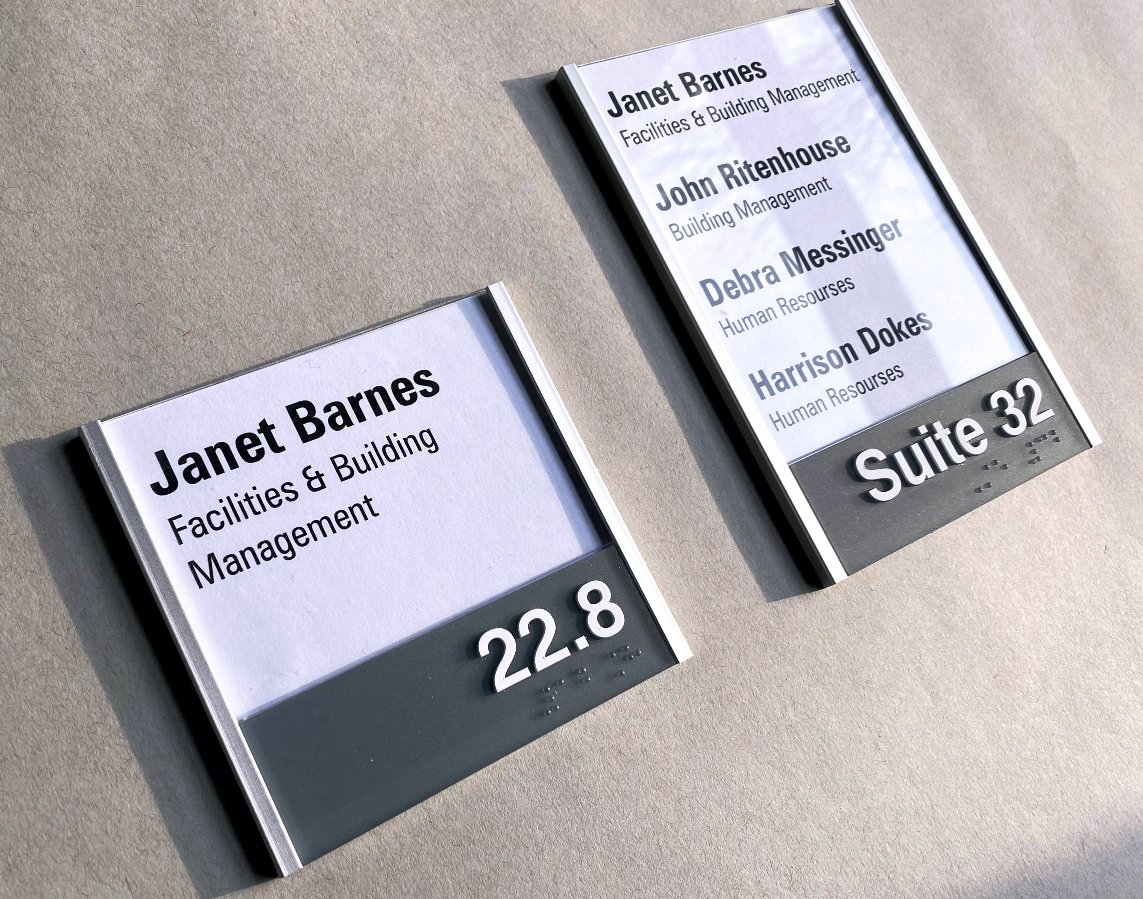 Janet Barnes
Facilities & Building
Management
22.8
Janet Barnes
Facilities & Building Management
John Ritenhouse
Building Management
Debra Messinger
Human Resourses
Harrison Dokes
Human Resourses
Suite 32